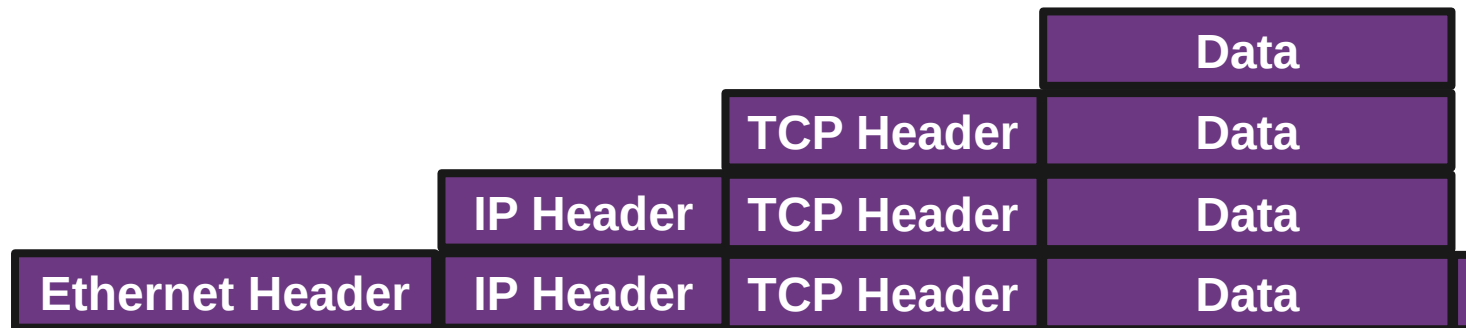 Data
TCP Header Data
IP Header TCP Header Data
Ethernet Header IP Header TCP Header Data